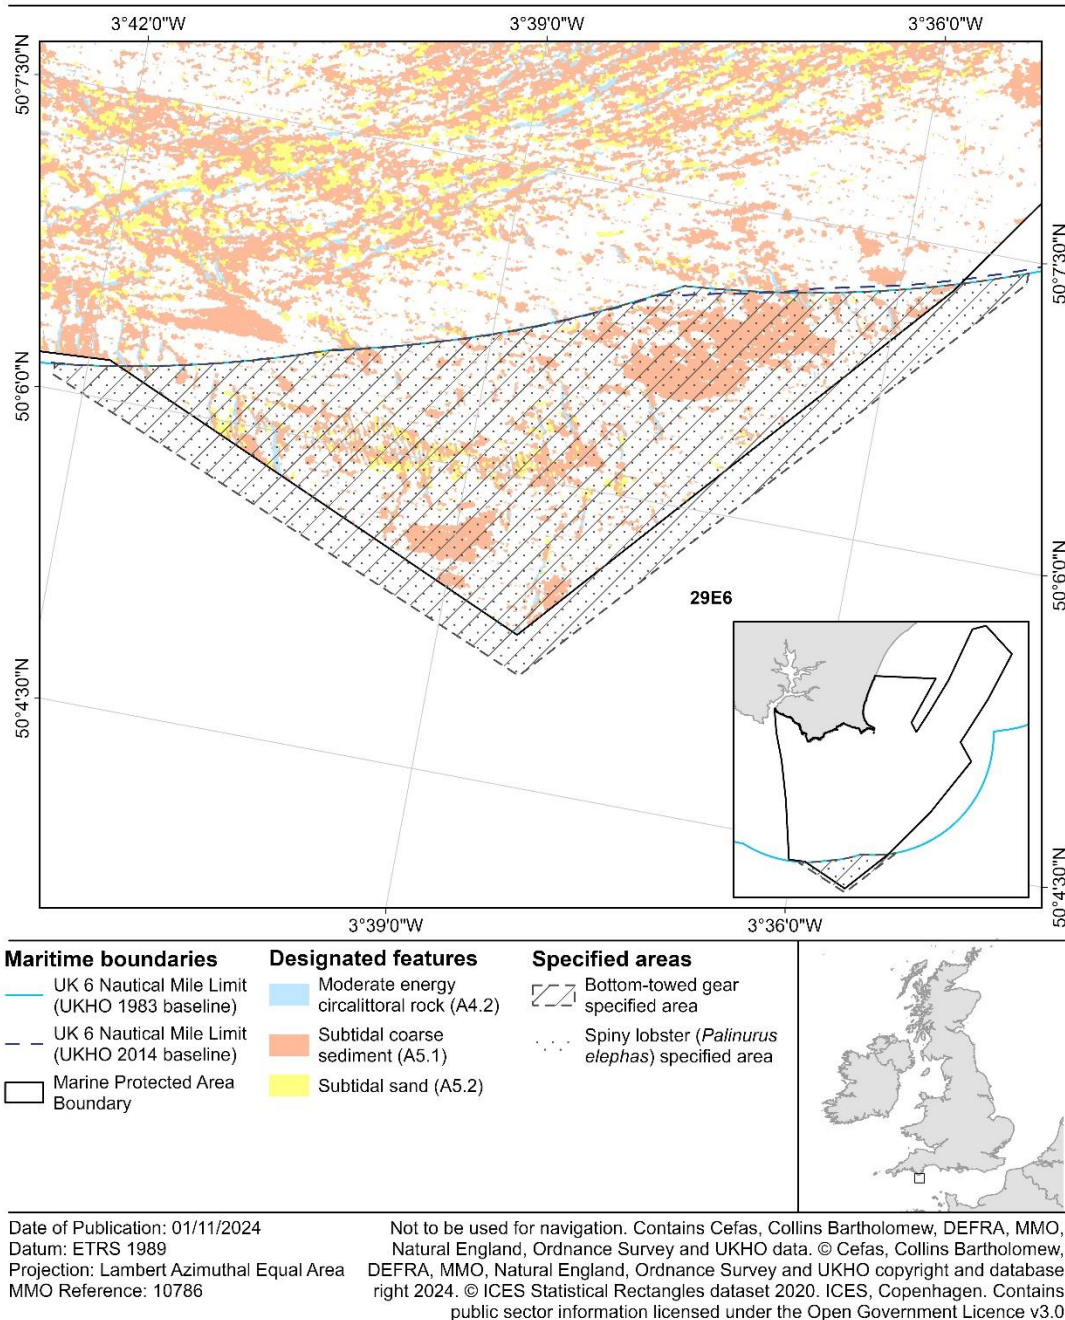 3°42'0"W
3°39'0"W
3°36'0"W
50°7'30"N
50°7'30"N
50°6'0"N
50°6'0"N
29E6
50°4'30"N
50°4'30"N
3°39'0"W
3°36'0"W
Maritime boundaries
UK 6 Nautical Mile Limit
(UKHO 1983 baseline)
UK 6 Nautical Mile Limit
(UKHO 2014 baseline)
Marine Protected Area
Boundary
Designated features
Moderate energy
circalittoral rock (A4.2)
Subtidal coarse
sediment (A5.1)
Subtidal sand (A5.2)
Specified areas
Bottom-towed gear
specified area
Spiny lobster (Palinurus
elephas) specified area
Date of Publication: 01/11/2024
Datum: ETRS 1989
Projection: Lambert Azimuthal Equal Area
MMO Reference: 10786
Not to be used for navigation. Contains Cefas, Collins Bartholomew, DEFRA, MMO,
Natural England, Ordnance Survey and UKHO data. © Cefas, Collins Bartholomew,
DEFRA, MMO, Natural England, Ordnance Survey and UKHO copyright and database
right 2024. © ICES Statistical Rectangles dataset 2020. ICES, Copenhagen. Contains
public sector information licensed under the Open Government Licence v3.0